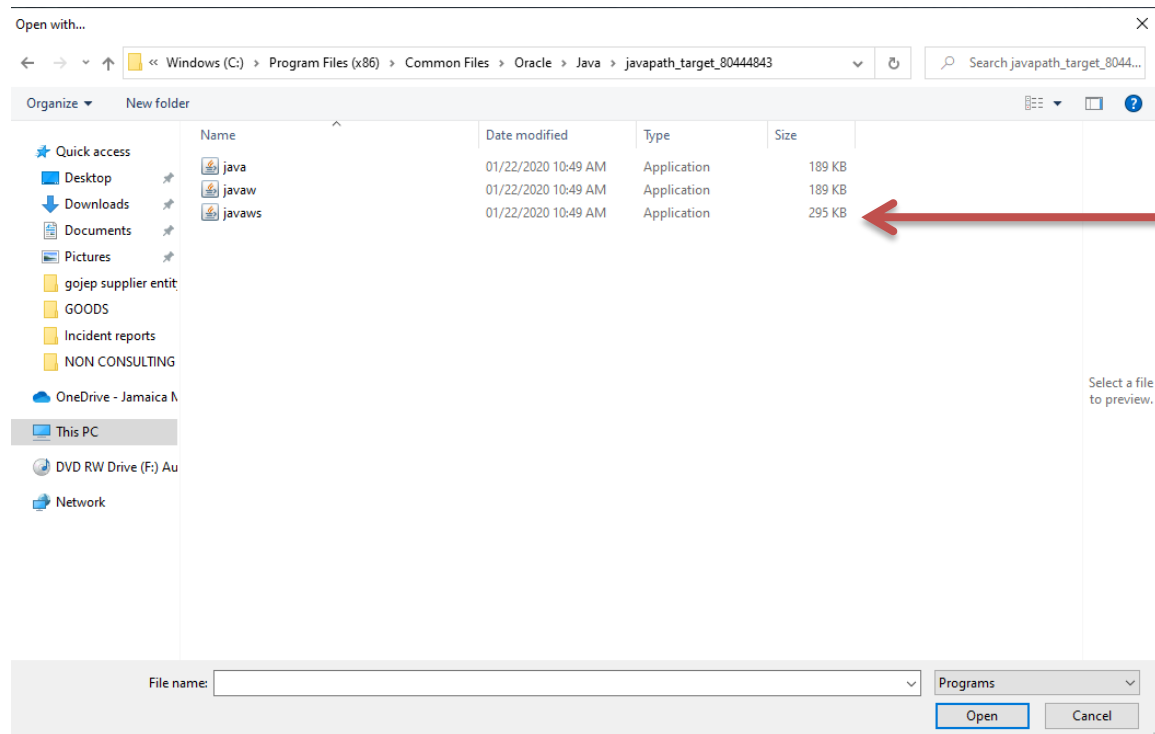 Open with...
« Windows (C:) › Program Files (x86) › Common Files › Oracle › Java › javapath_target_80444843
Search javapath_target_8044...
Organize New folder
Name Date modified Type Size
Quick access
Desktop
Downloads
Documents
Pictures
gojep supplier entit
GOODS
Incident reports
NON CONSULTING
OneDrive - Jamaica
This PC
DVD RW Drive (F:) Au
Network
java 01/22/2020 10:49 AM Application 189 KB
javaw 01/22/2020 10:49 AM Application 189 KB
javaws 01/22/2020 10:49 AM Application 295 KB
Select a file
to preview.
File name: Programs
Open Cancel